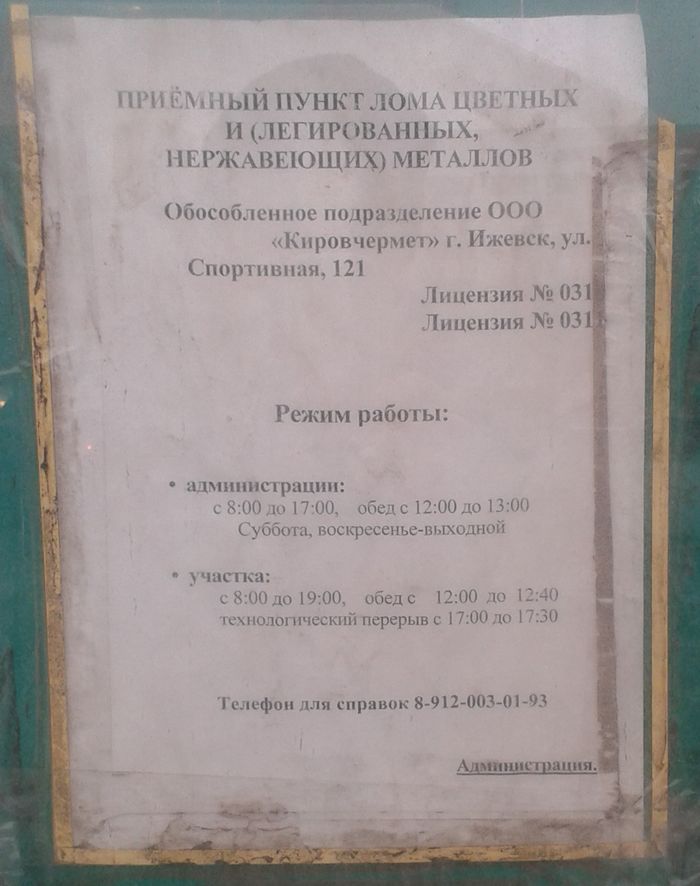 ПРИЁМНЫЙ ПУНКТ ЛОМА ЦВЕТНЫХ
И (ЛЕГИРОВАННЫХ,
НЕРЖАВЕЮЩИХ) МЕТАЛЛОВ
Обособленное подразделение ООО
«Кировчермет» г. Ижевск, ул.
Спортивная, 121
Лицензия № 031
Лицензия № 031
Режим работы:
• администрации:
с 8:00 до 17:00, обед с 12:00 до 13:00
Суббота, воскресенье-выходной
• участка:
с 8:00 до 19:00, обед с 12:00 до 12:40
технологический перерыв с 17:00 до 17:30
Телефон для справок 8-912-003-01-93
Администрация.